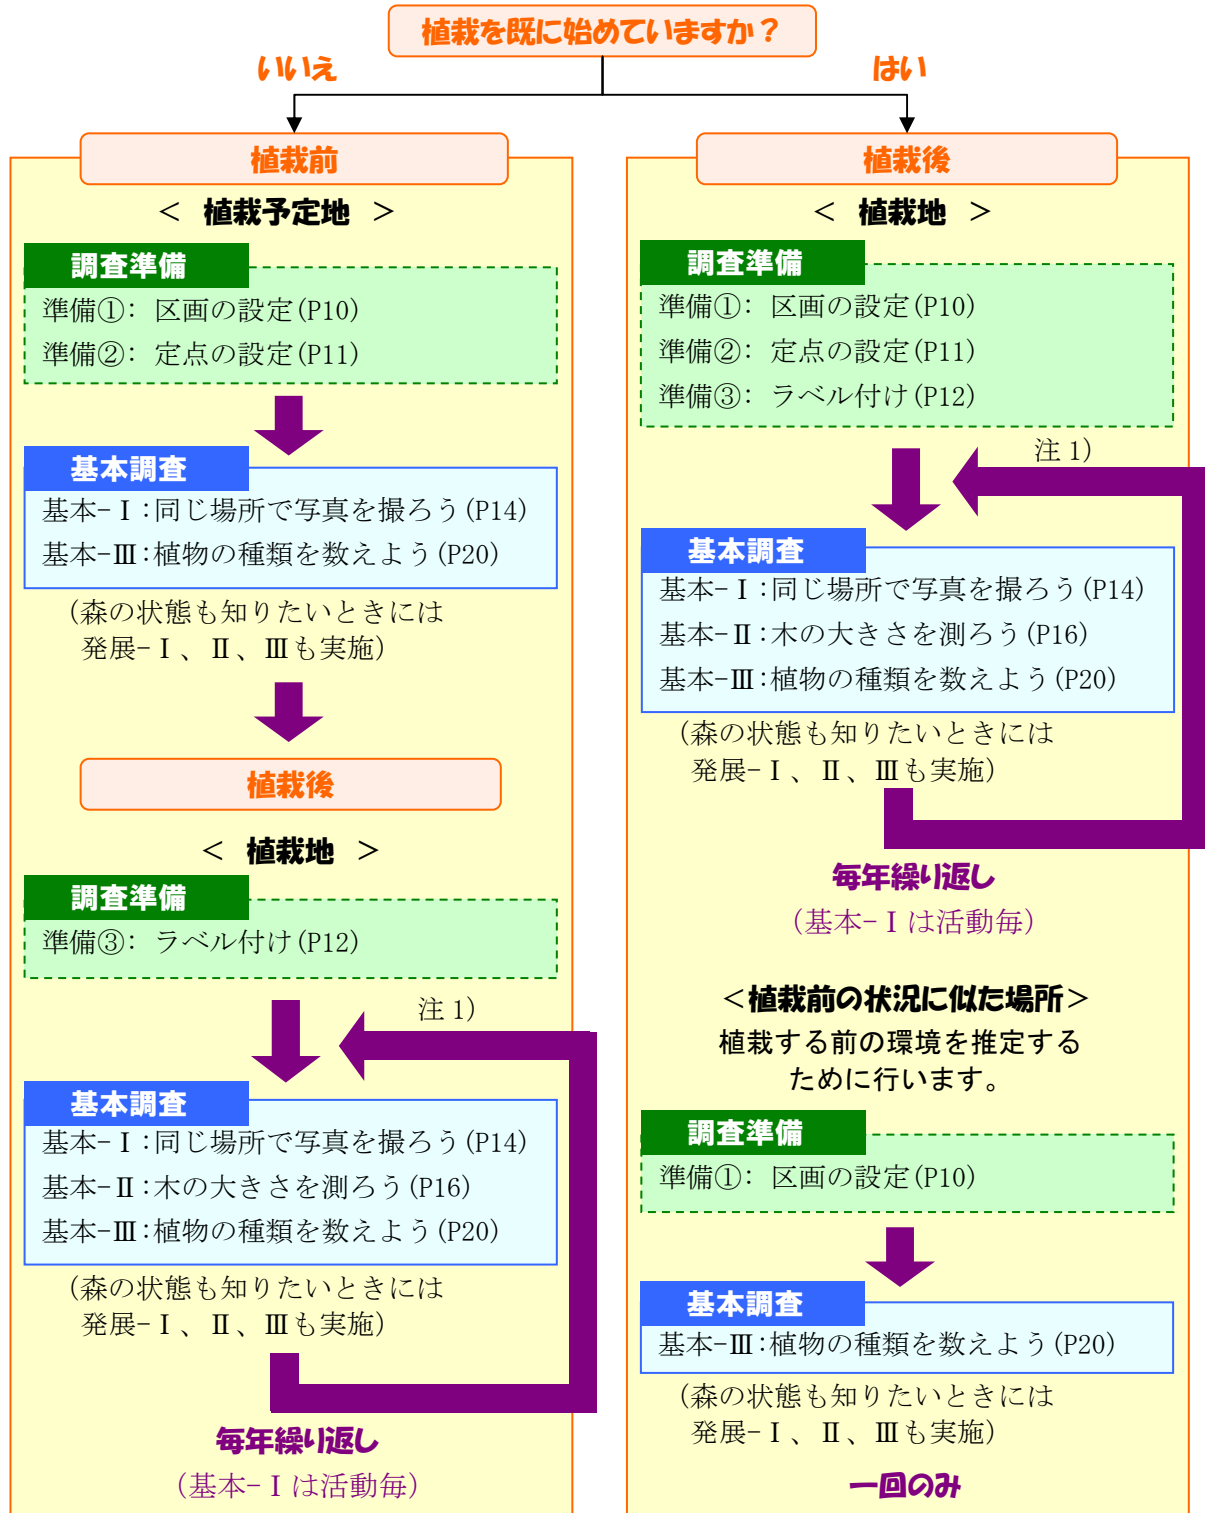 植栽を既に始めていますか？
いいえ
はい
植栽前
＜ 植栽予定地 ＞
調査準備
準備①: 区画の設定(P10)
準備②: 定点の設定(P11)
基本調査
基本-Ⅰ:同じ場所で写真を撮ろう(P14)
基本-Ⅲ:植物の種類を数えよう(P20)
(森の状態も知りたいときには
発展-Ⅰ、Ⅱ、Ⅲも実施)
植栽後
＜ 植栽地 ＞
調査準備
準備③: ラベル付け(P12)
注1)
基本調査
基本-Ⅰ:同じ場所で写真を撮ろう(P14)
基本-Ⅱ:木の大きさを測ろう(P16)
基本-Ⅲ:植物の種類を数えよう(P20)
(森の状態も知りたいときには
発展-Ⅰ、Ⅱ、Ⅲも実施)
毎年繰り返し
(基本-Ⅰは活動毎)
植栽後
＜ 植栽地 ＞
調査準備
準備①: 区画の設定(P10)
準備②: 定点の設定(P11)
準備③: ラベル付け(P12)
注1)
基本調査
基本-Ⅰ:同じ場所で写真を撮ろう(P14)
基本-Ⅱ:木の大きさを測ろう(P16)
基本-Ⅲ:植物の種類を数えよう(P20)
(森の状態も知りたいときには
発展-Ⅰ、Ⅱ、Ⅲも実施)
毎年繰り返し
(基本-Ⅰは活動毎)
＜植栽前の状況に似た場所＞
植栽する前の環境を推定する
ために行います。
調査準備
準備①: 区画の設定(P10)
基本調査
基本-Ⅲ:植物の種類を数えよう(P20)
(森の状態も知りたいときには
発展-Ⅰ、Ⅱ、Ⅲも実施)
一回のみ